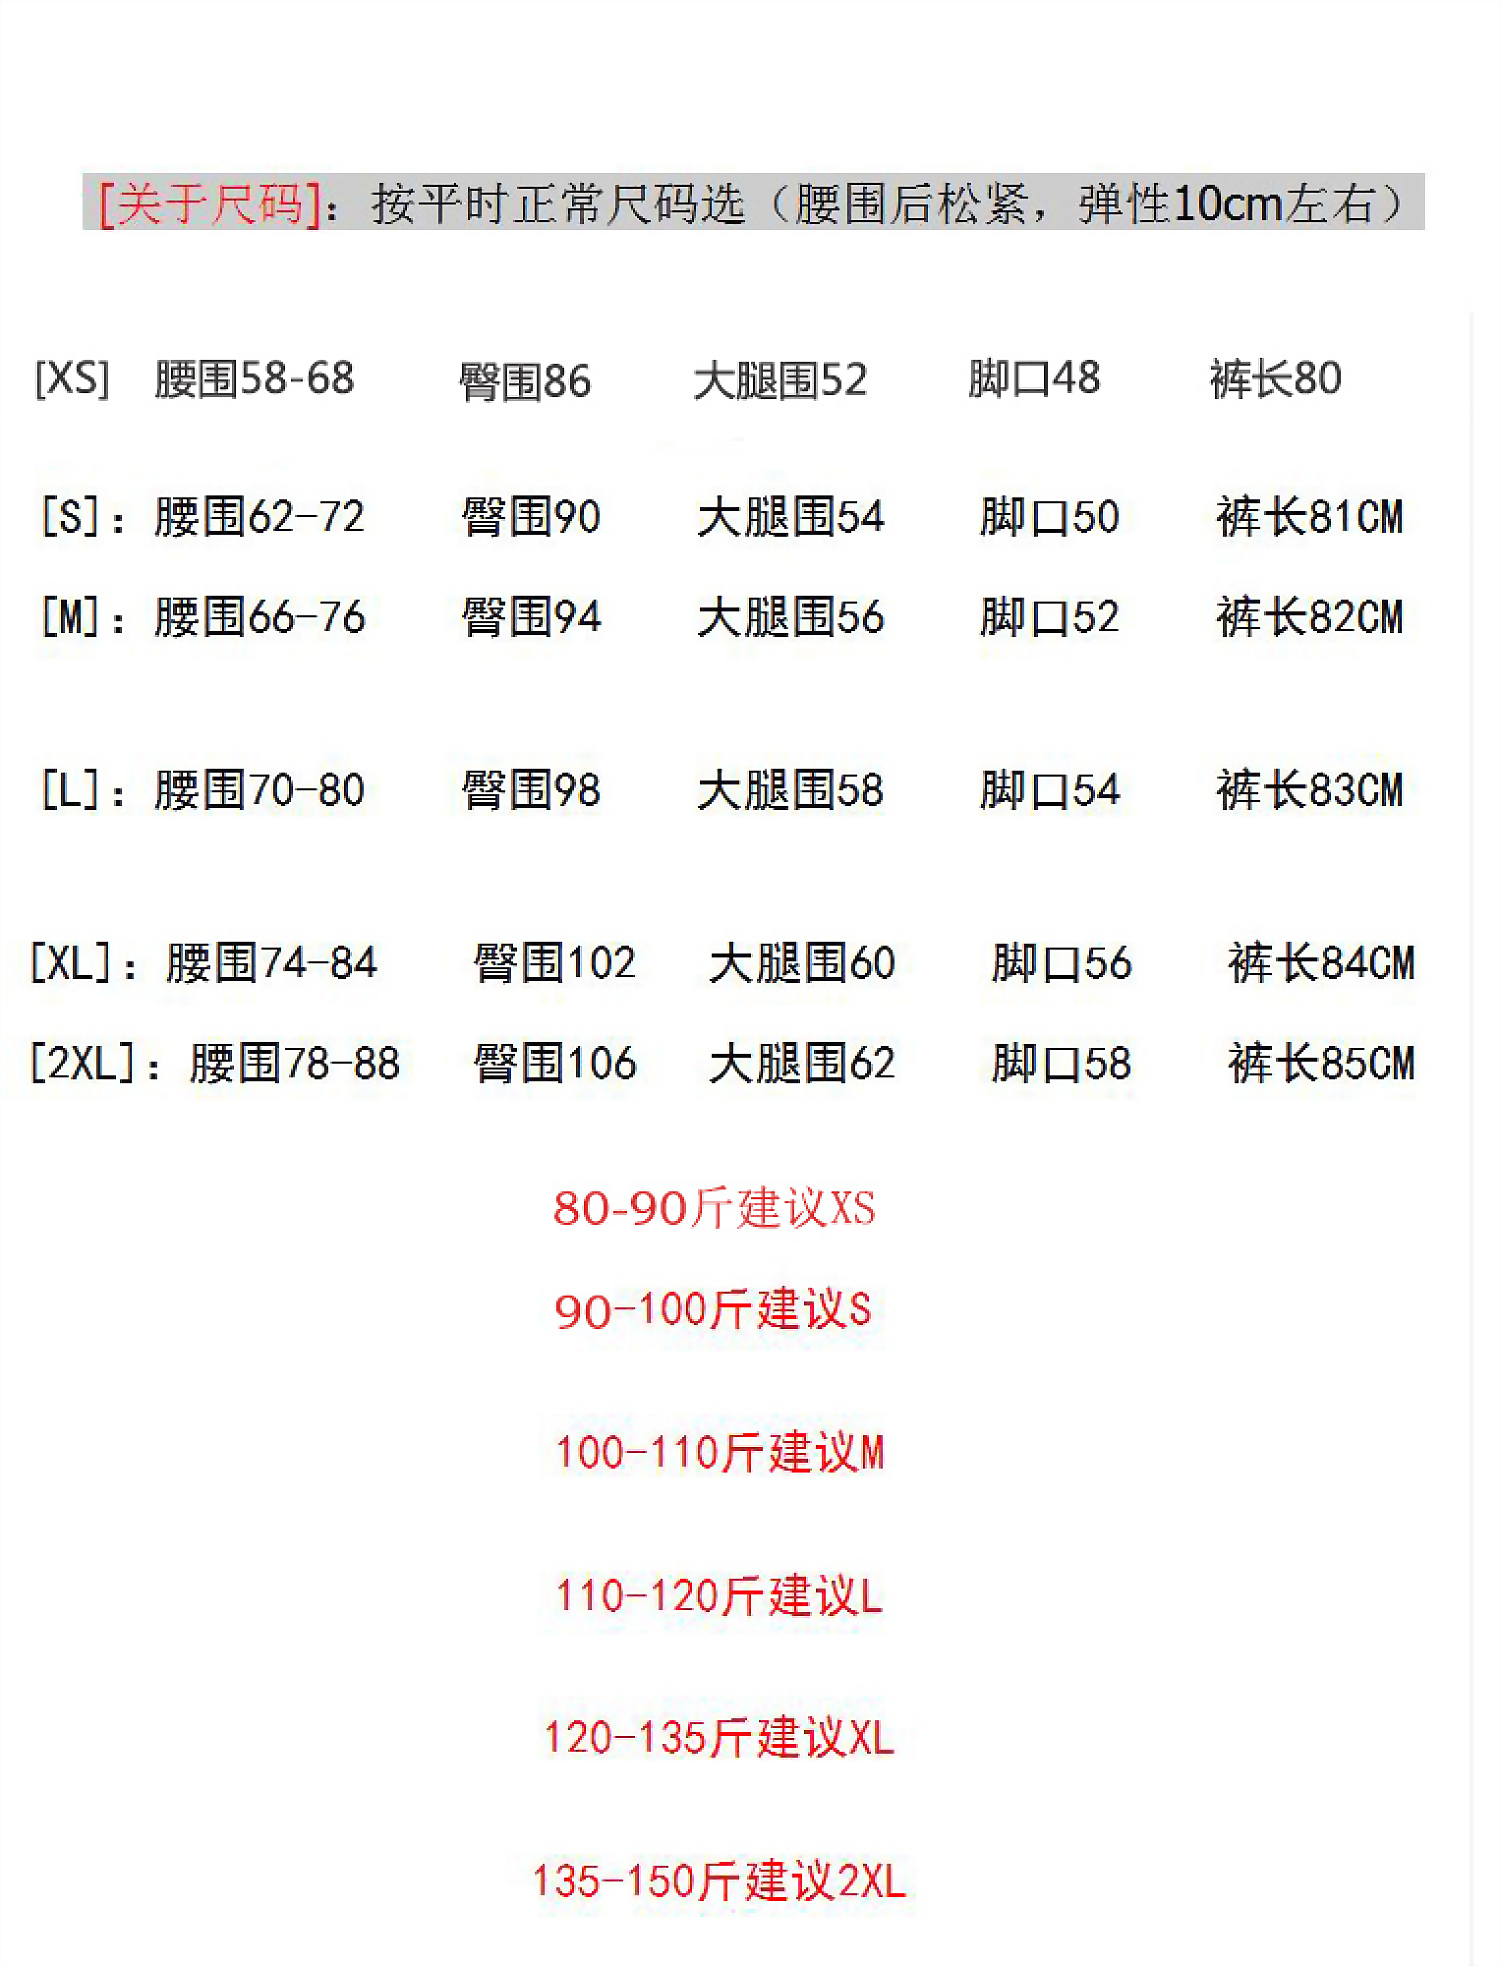 [关于尺码]：按平时正常尺码选（腰围后松紧，弹性10cm左右）
[XS] 腰围58-68 臀围86 大腿围52 脚口48 裤长80
[S]：腰围62-72 臀围90 大腿围54 脚口50 裤长81CM
[M]：腰围66-76 臀围94 大腿围56 脚口52 裤长82CM
[L]：腰围70-80 臀围98 大腿围58 脚口54 裤长83CM
[XL]：腰围74-84 臀围102 大腿围60 脚口56 裤长84CM
[2XL]：腰围78-88 臀围106 大腿围62 脚口58 裤长85CM
80-90斤建议XS
90-100斤建议S
100-110斤建议M
110-120斤建议L
120-135斤建议XL
135-150斤建议2XL